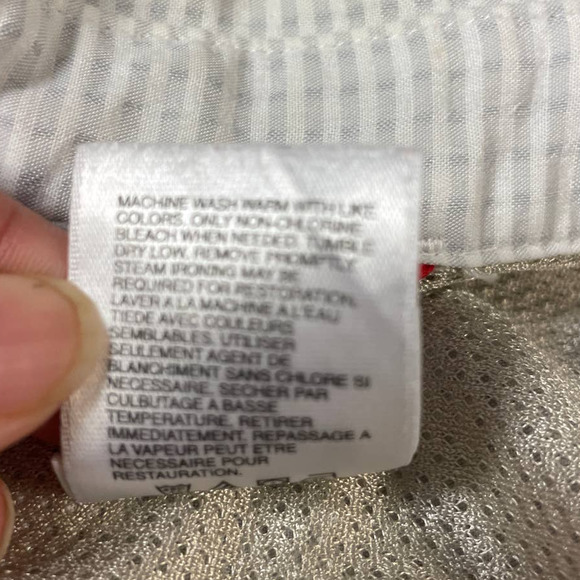 MACHINE WASH WARM WITH LIKE
COLORS. ONLY NON-CHLORINE
BLEACH WHEN NEEDED. TUMBLE
DRY LOW. REMOVE PROMPTLY.
STEAM IRONING MAY BE
REQUIRED FOR RESTORATION.
LAVER A LA MACHINE A L'EAU
TIEDE AVEC COULEURS
SEMBLABLES. UTILISER
SEULEMENT AGENT DE
BLANCHIMENT SANS CHLORE SI
NECESSAIRE. SECHER PAR
CULBUTAGE A BASSE
TEMPERATURE. RETIRER
IMMEDIATEMENT. REPASSAGE A
LA VAPEUR PEUT ETRE
NECESSAIRE POUR
RESTAURATION.